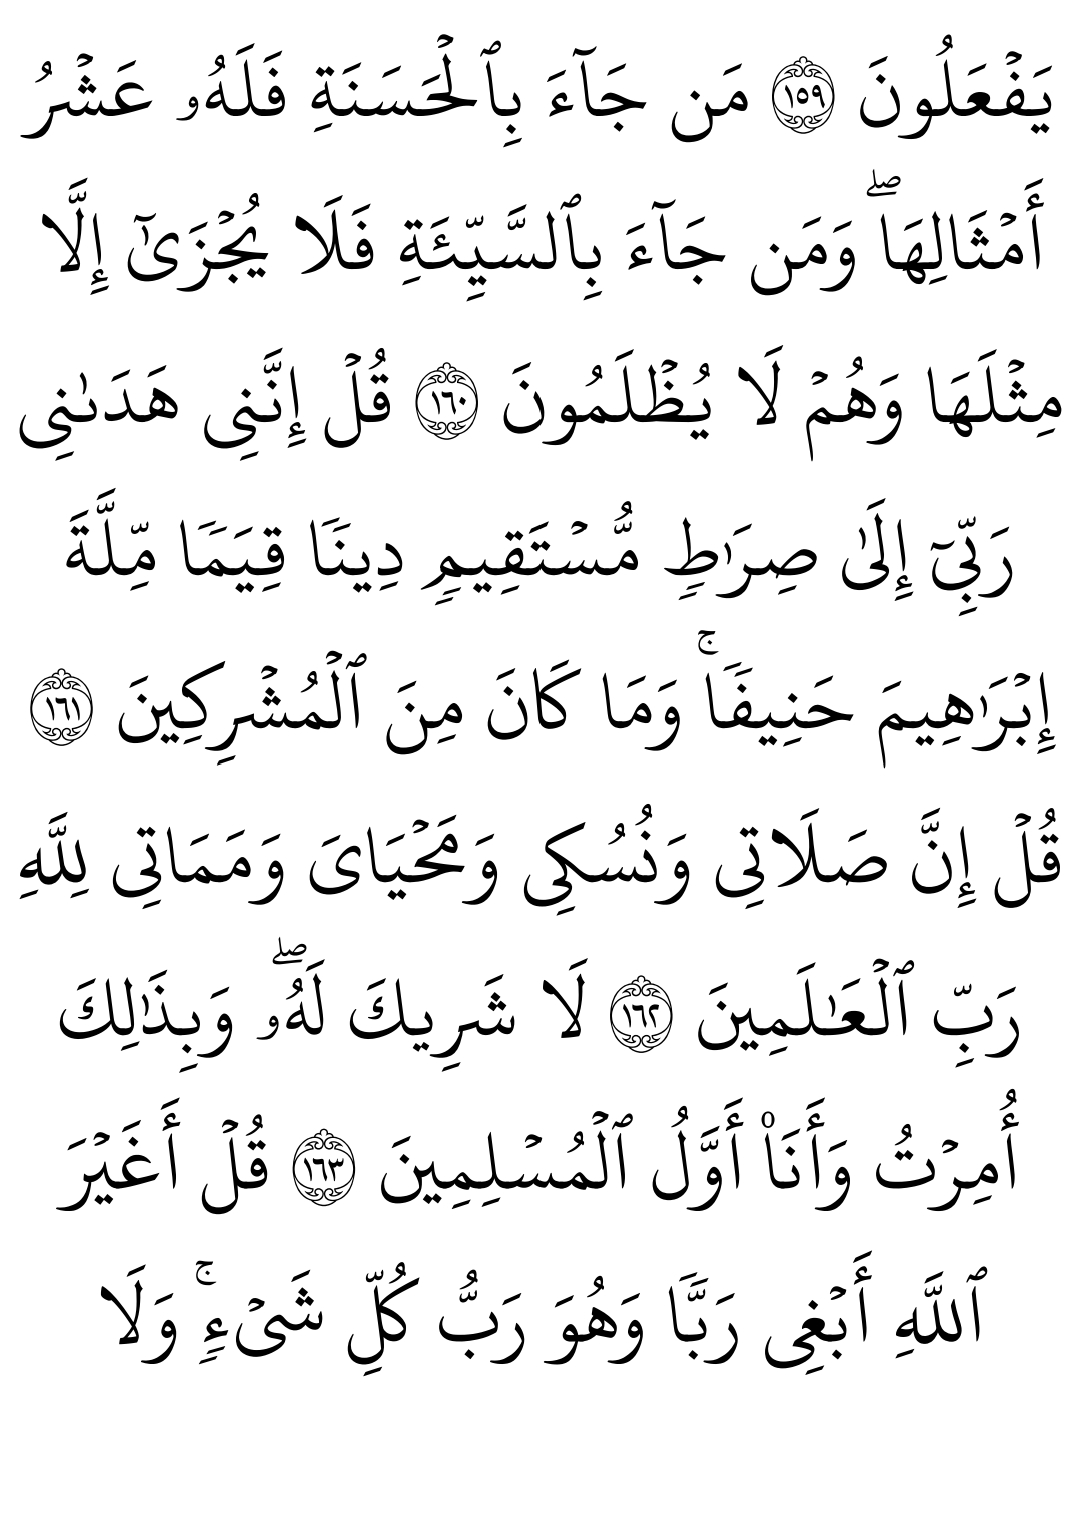 يَفۡعَلُونَ ١٥٩ مَن جَآءَ بِٱلۡحَسَنَةِ فَلَهُۥ عَشۡرُ
أَمۡثَالِهَاۖ وَمَن جَآءَ بِٱلسَّيِّئَةِ فَلَا يُجۡزَىٰٓ إِلَّا
مِثۡلَهَا وَهُمۡ لَا يُظۡلَمُونَ ١٦٠ قُلۡ إِنَّنِى هَدَىٰنِى
رَبِّىٓ إِلَىٰ صِرَٰطٖ مُّسۡتَقِيمٖ دِينٗا قِيَمٗا مِّلَّةَ
إِبۡرَٰهِيمَ حَنِيفٗاۚ وَمَا كَانَ مِنَ ٱلۡمُشۡرِكِينَ ١٦١
قُلۡ إِنَّ صَلَاتِى وَنُسُكِى وَمَحۡيَاىَ وَمَمَاتِى لِلَّهِ
رَبِّ ٱلۡعَٰلَمِينَ ١٦٢ لَا شَرِيكَ لَهُۥۖ وَبِذَٰلِكَ
أُمِرۡتُ وَأَنَا۠ أَوَّلُ ٱلۡمُسۡلِمِينَ ١٦٣ قُلۡ أَغَيۡرَ
ٱللَّهِ أَبۡغِى رَبّٗا وَهُوَ رَبُّ كُلِّ شَىۡءٖۚ وَلَا